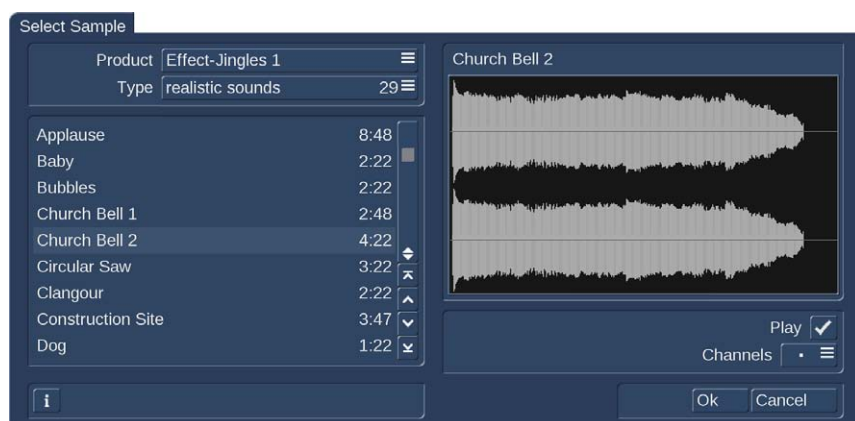 Select Sample
Product Effect-Jingles 1
Type realistic sounds 29
Applause 8:48
Baby 2:22
Bubbles 2:22
Church Bell 1 2:48
Church Bell 2 4:22
Circular Saw 3:22
Clangour 2:22
Construction Site 3:47
Dog 1:22
i
Church Bell 2
Play
Channels
Ok Cancel